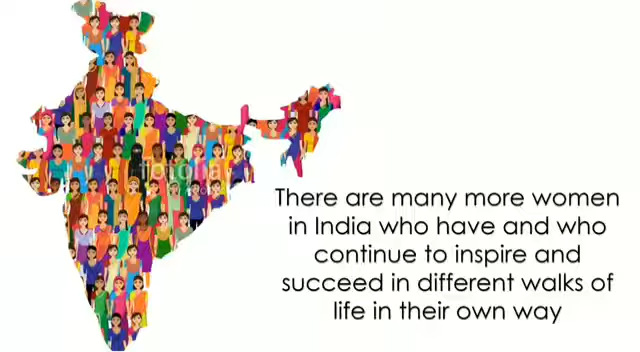 There are many more women
in India who have and who
continue to inspire and
succeed in different walks of
life in their own way